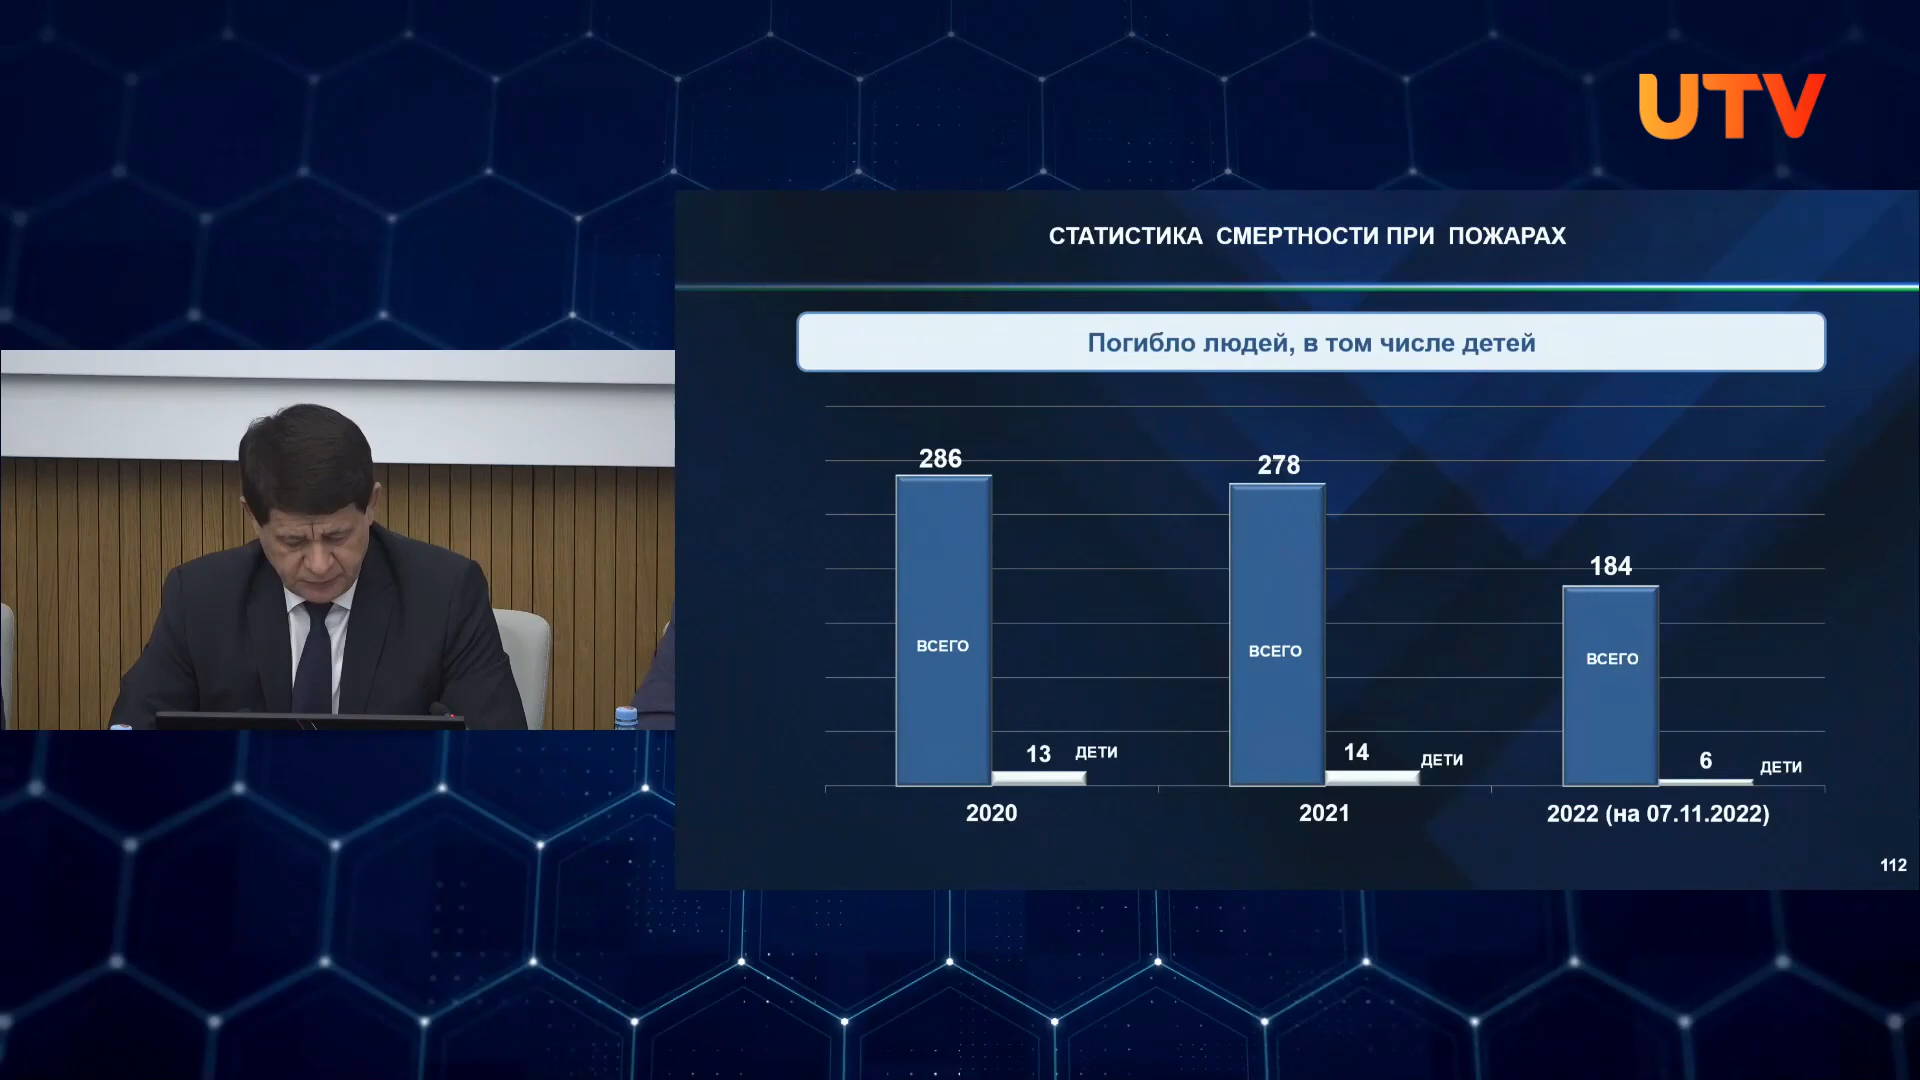 UTV
СТАТИСТИКА СМЕРТНОСТИ ПРИ ПОЖАРАХ
Погибло людей, в том числе детей
286
278
184
ВСЕГО
ВСЕГО
ВСЕГО
13 ДЕТИ
14 ДЕТИ
6 ДЕТИ
2020
2021
2022 (на 07.11.2022)
112